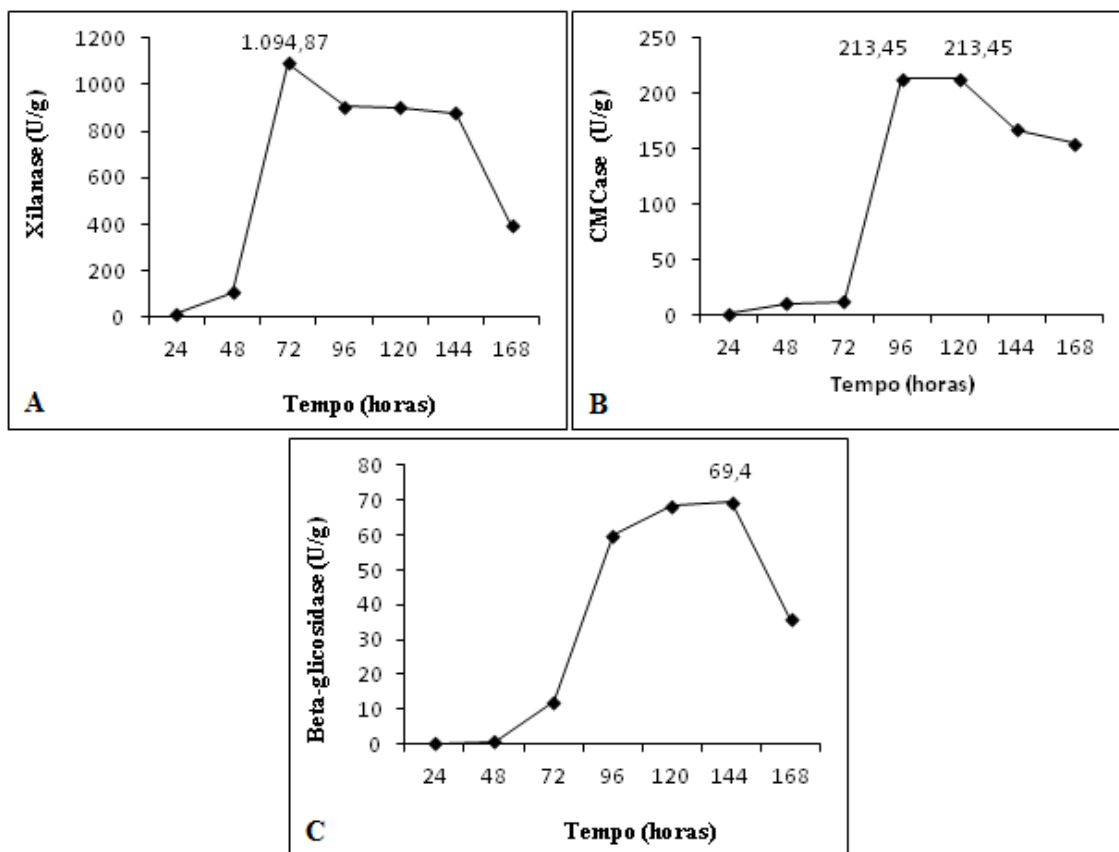 1.094,87
1200
1000
800
600
400
200
0
Xilanase (U/g)
24 48 72 96 120 144 168
Tempo (horas)
A
213,45 213,45
250
200
150
100
50
0
CMCase (U/g)
24 48 72 96 120 144 168
Tempo (horas)
B
69,4
80
70
60
50
40
30
20
10
0
Beta-glicosidase (U/g)
24 48 72 96 120 144 168
Tempo (horas)
C